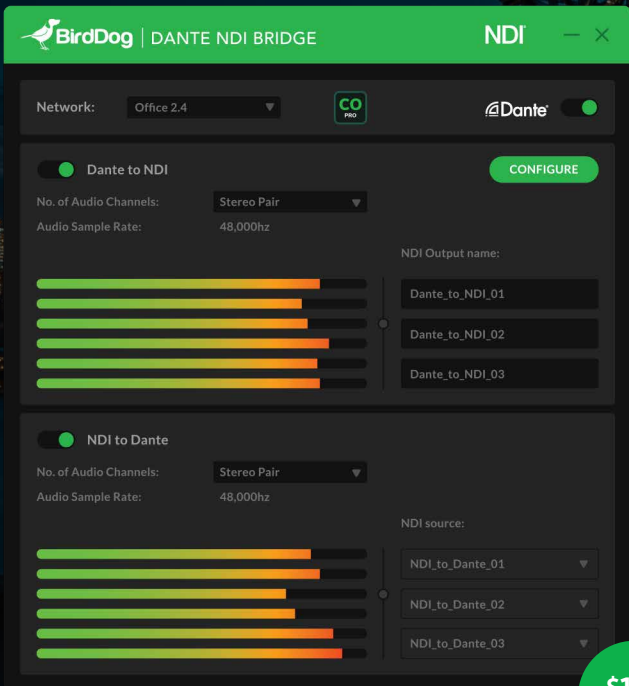 BirdDog | DANTE NDI BRIDGE NDI
Network: Office 2.4 CO PRO Dante
Dante to NDI CONFIGURE
No. of Audio Channels: Stereo Pair
Audio Sample Rate: 48,000hz
NDI Output name:
Dante_to_NDI_01
Dante_to_NDI_02
Dante_to_NDI_03
NDI to Dante
No. of Audio Channels: Stereo Pair
Audio Sample Rate: 48,000hz
NDI source:
NDI_to_Dante_01
NDI_to_Dante_02
NDI_to_Dante_03